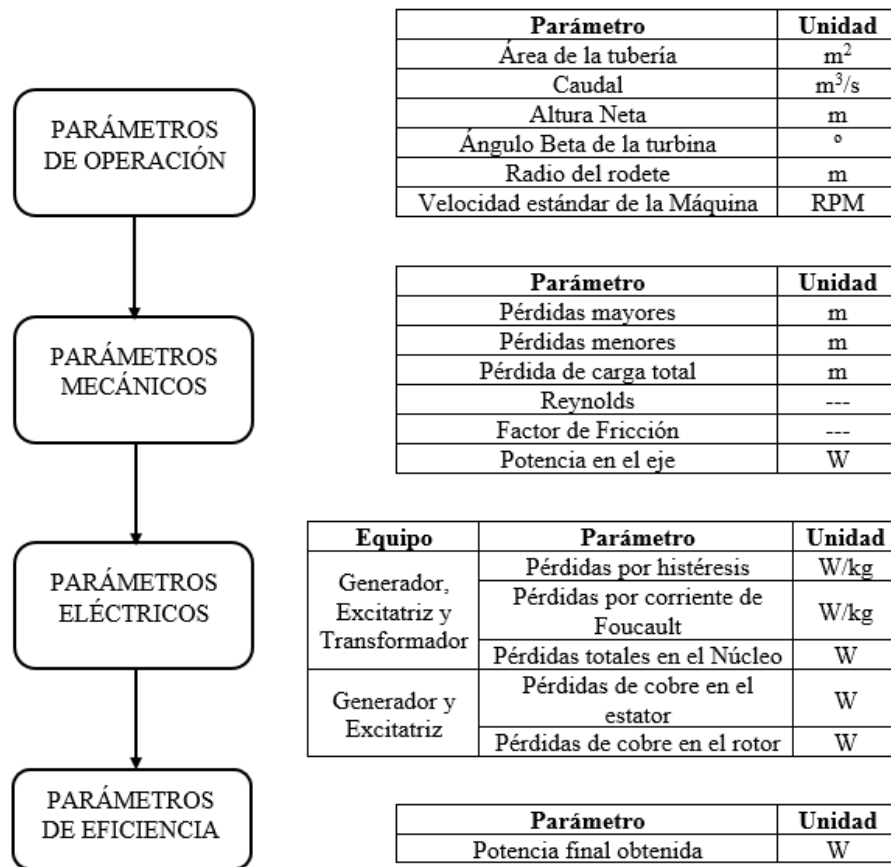 PARÁMETROS
DE OPERACIÓN
Parámetro Unidad
Área de la tubería m²
Caudal m³/s
Altura Neta m
Ángulo Beta de la turbina º
Radio del rodete m
Velocidad estándar de la Máquina RPM
PARÁMETROS
MECÁNICOS
Parámetro Unidad
Pérdidas mayores m
Pérdidas menores m
Pérdida de carga total m
Reynolds ---
Factor de Fricción ---
Potencia en el eje W
PARÁMETROS
ELÉCTRICOS
Equipo Parámetro Unidad
Generador,
Excitatriz y
Transformador
Pérdidas por histéresis W/kg
Pérdidas por corriente de
Foucault W/kg
Pérdidas totales en el Núcleo W
Generador y
Excitatriz
Pérdidas de cobre en el
estator W
Pérdidas de cobre en el rotor W
PARÁMETROS
DE EFICIENCIA
Parámetro Unidad
Potencia final obtenida W